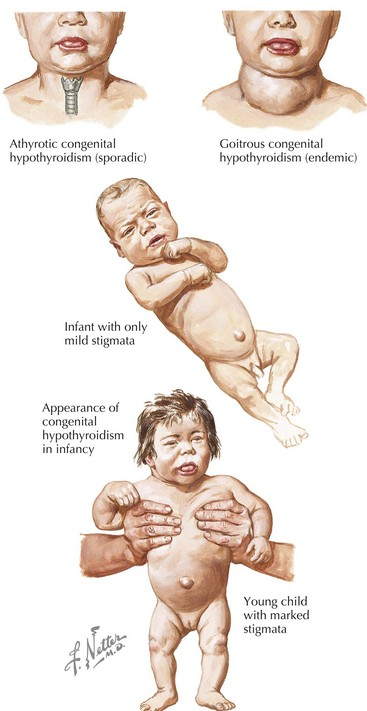 Athyrotic congenital
hypothyroidism (sporadic)
Goitrous congenital
hypothyroidism (endemic)
Infant with only
mild stigmata
Appearance of
congenital
hypothyroidism
in infancy
Young child
with marked
stigmata
F. Netter
M.D.